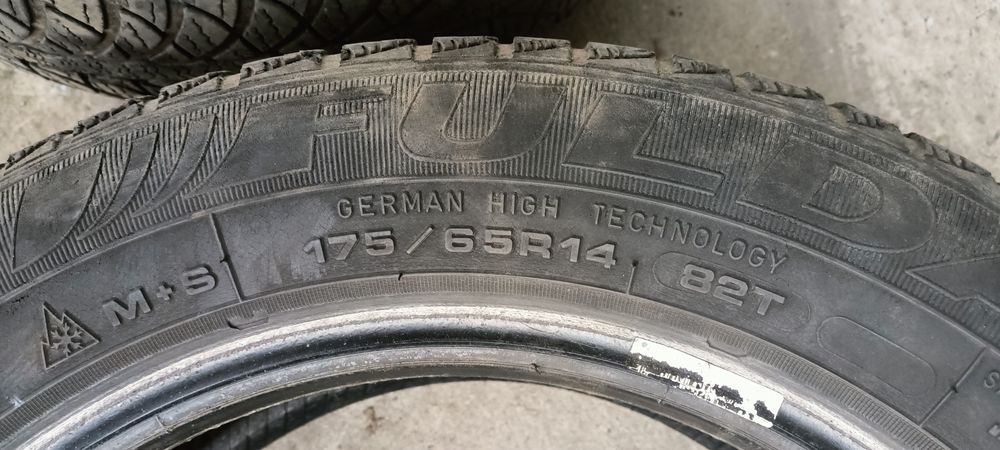 FULD
GERMAN HIGH TECHNOLOGY
175/65R14
82T
M+S